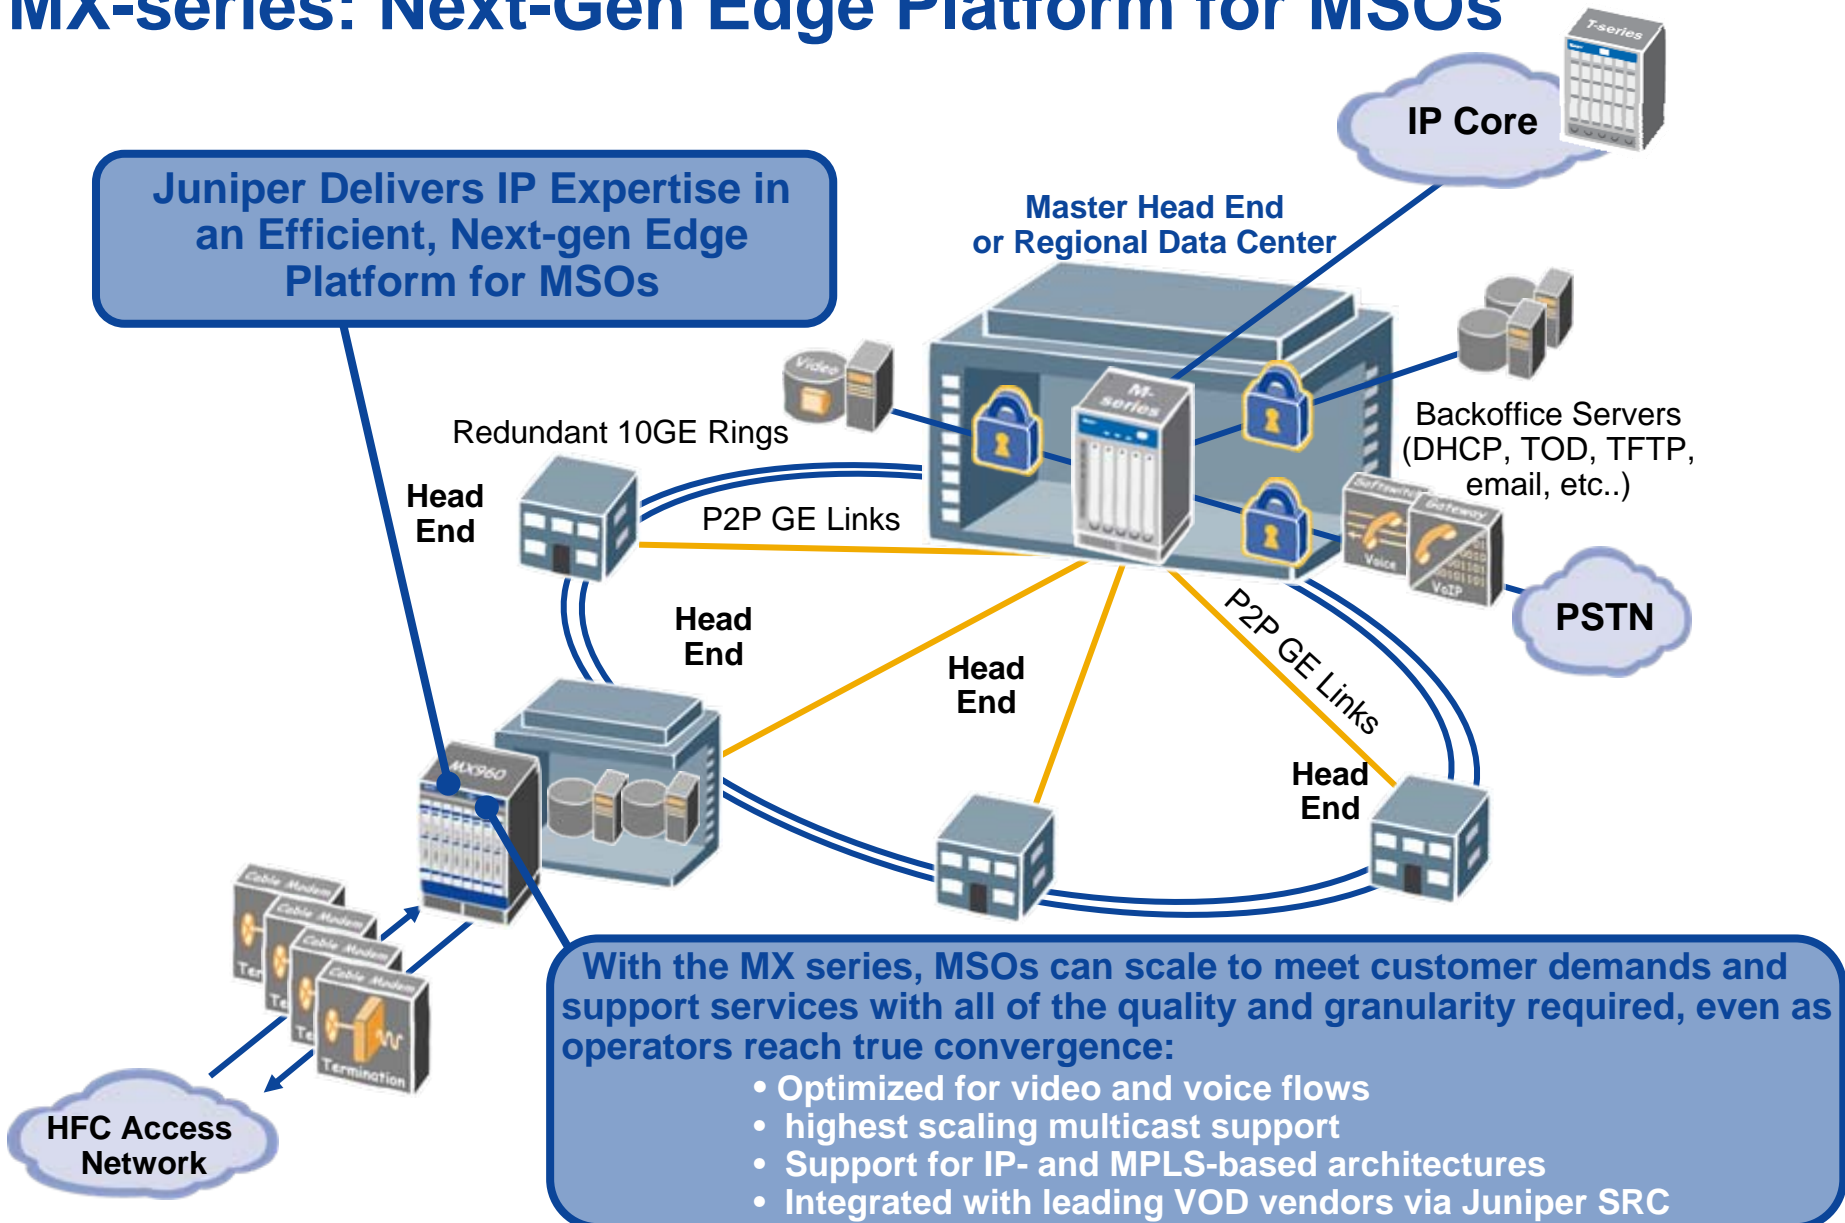 MX-series: Next-Gen Edge Platform for MSOs
T-series
IP Core
Juniper Delivers IP Expertise in
an Efficient, Next-gen Edge
Platform for MSOs
Master Head End
or Regional Data Center
Video
M-
series
Redundant 10GE Rings
Backoffice Servers
(DHCP, TOD, TFTP,
email, etc..)
Head
End
P2P GE Links
Gateway
Voice
VoIP
PSTN
Head
End
Head
End
P2P GE Links
Head
End
MX960
Cable Modem
Cable Modem
Cable Modem
Cable Modem
Termination
HFC Access
Network
With the MX series, MSOs can scale to meet customer demands and
support services with all of the quality and granularity required, even as
operators reach true convergence:
• Optimized for video and voice flows
• highest scaling multicast support
• Support for IP- and MPLS-based architectures
• Integrated with leading VOD vendors via Juniper SRC